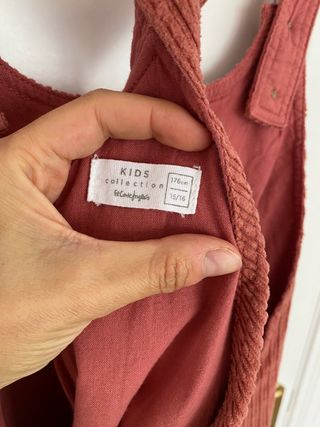 KIDS
collection
El Corte Inglés
176cm
15/16